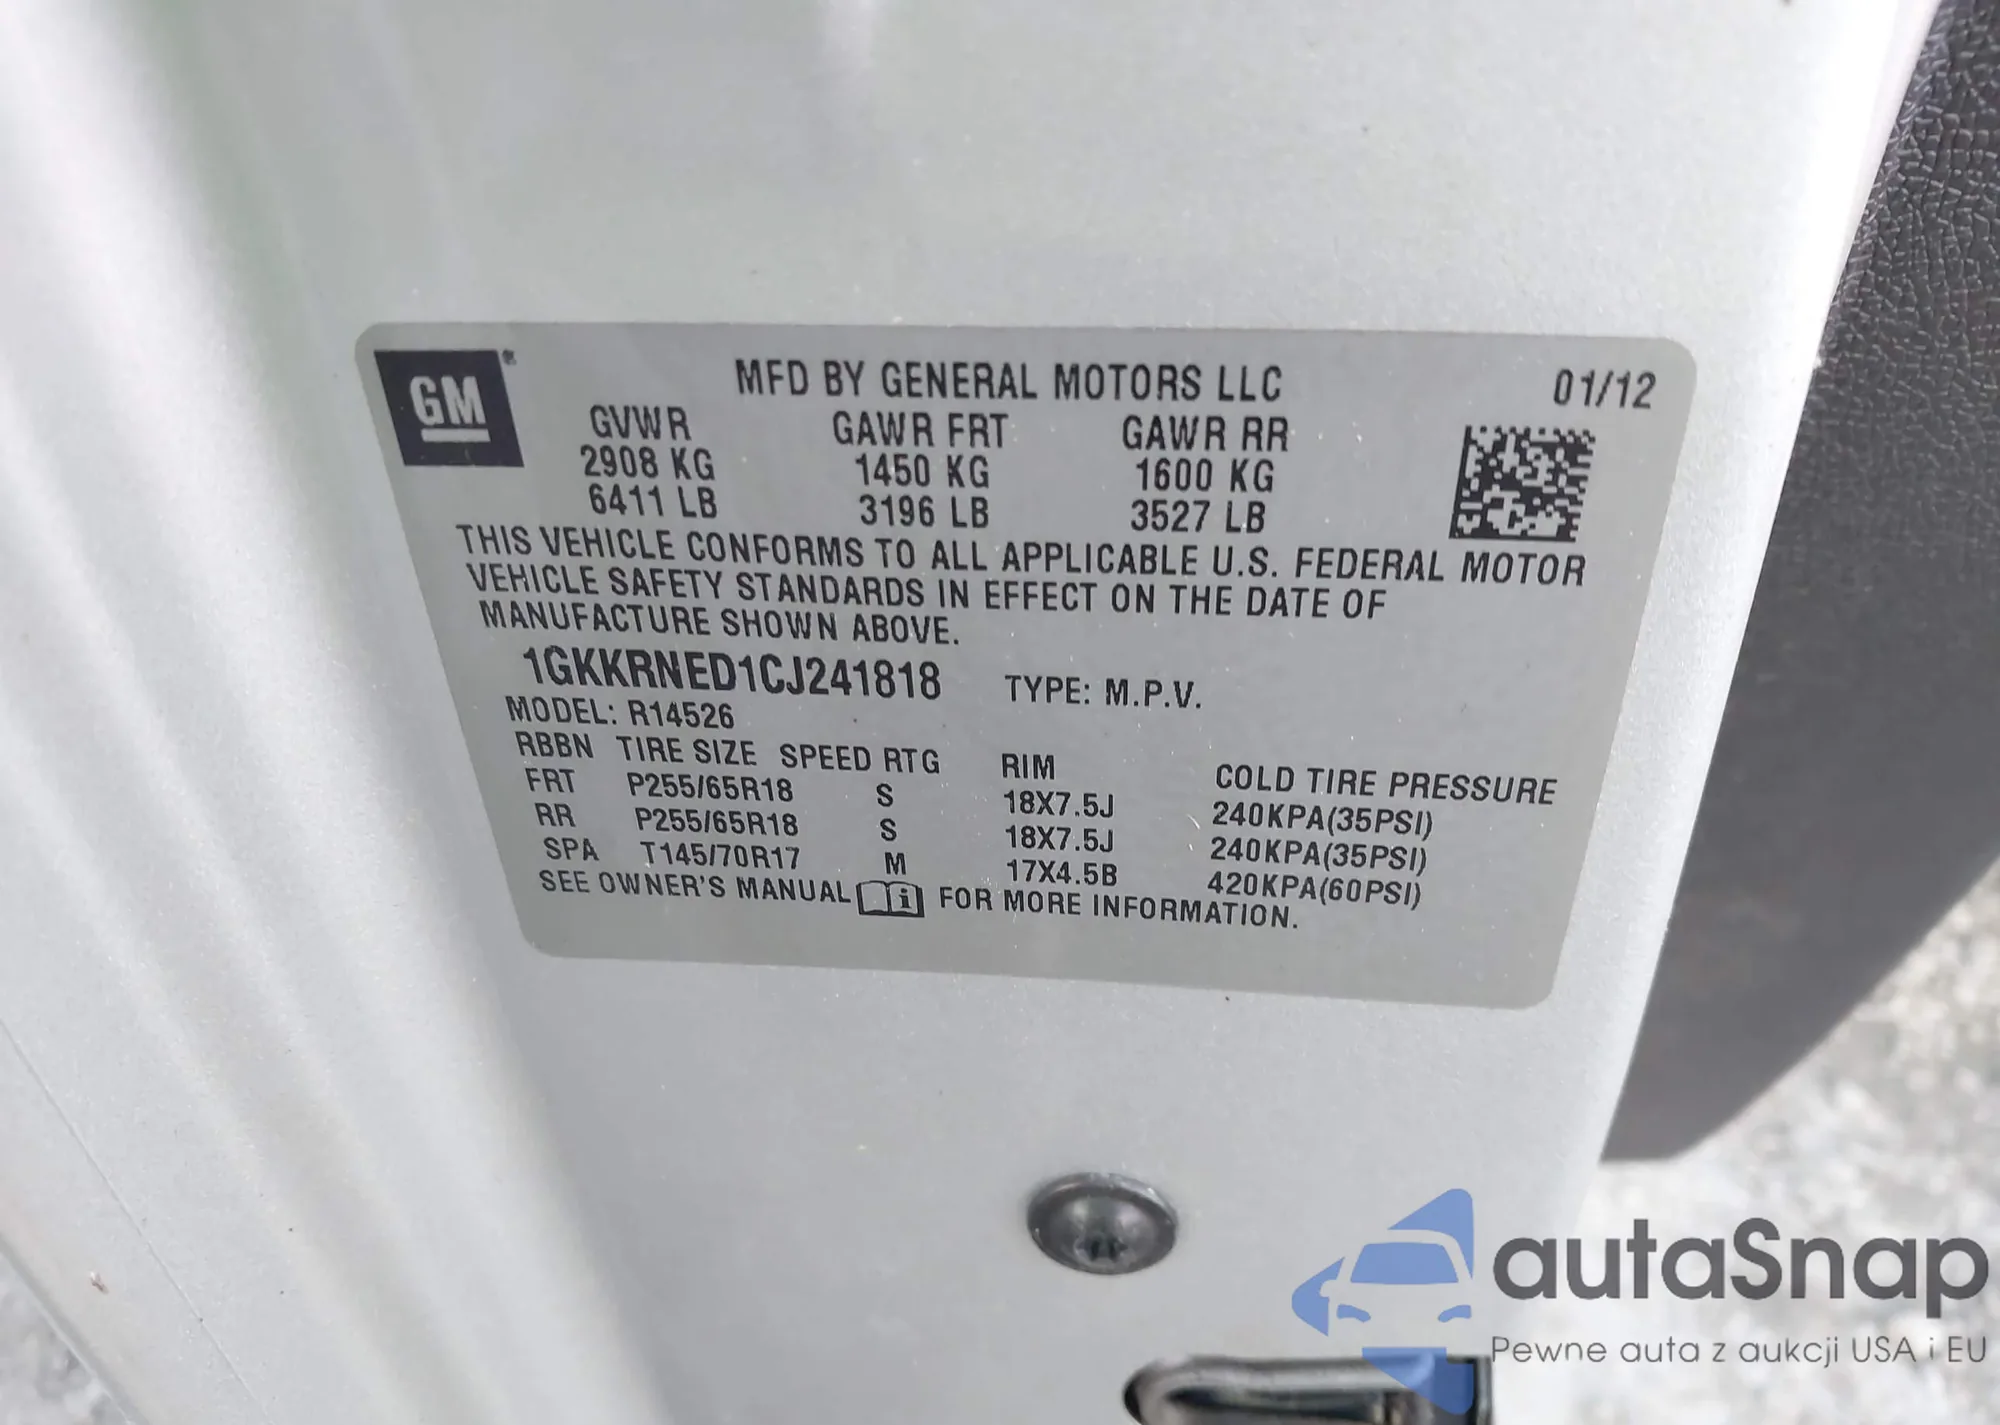 GM ®
MFD BY GENERAL MOTORS LLC 01/12
GVWR GAWR FRT GAWR RR
2908 KG 1450 KG 1600 KG
6411 LB 3196 LB 3527 LB
THIS VEHICLE CONFORMS TO ALL APPLICABLE U.S. FEDERAL MOTOR
VEHICLE SAFETY STANDARDS IN EFFECT ON THE DATE OF
MANUFACTURE SHOWN ABOVE.
1GKKRNED1CJ241818 TYPE: M.P.V.
MODEL: R14526
RBBN TIRE SIZE SPEED RTG RIM COLD TIRE PRESSURE
FRT P255/65R18 S 18X7.5J 240KPA(35PSI)
RR P255/65R18 S 18X7.5J 240KPA(35PSI)
SPA T145/70R17 M 17X4.5B 420KPA(60PSI)
SEE OWNER'S MANUAL i FOR MORE INFORMATION.
autaSnap
Pewne auta z aukcji USA i EU